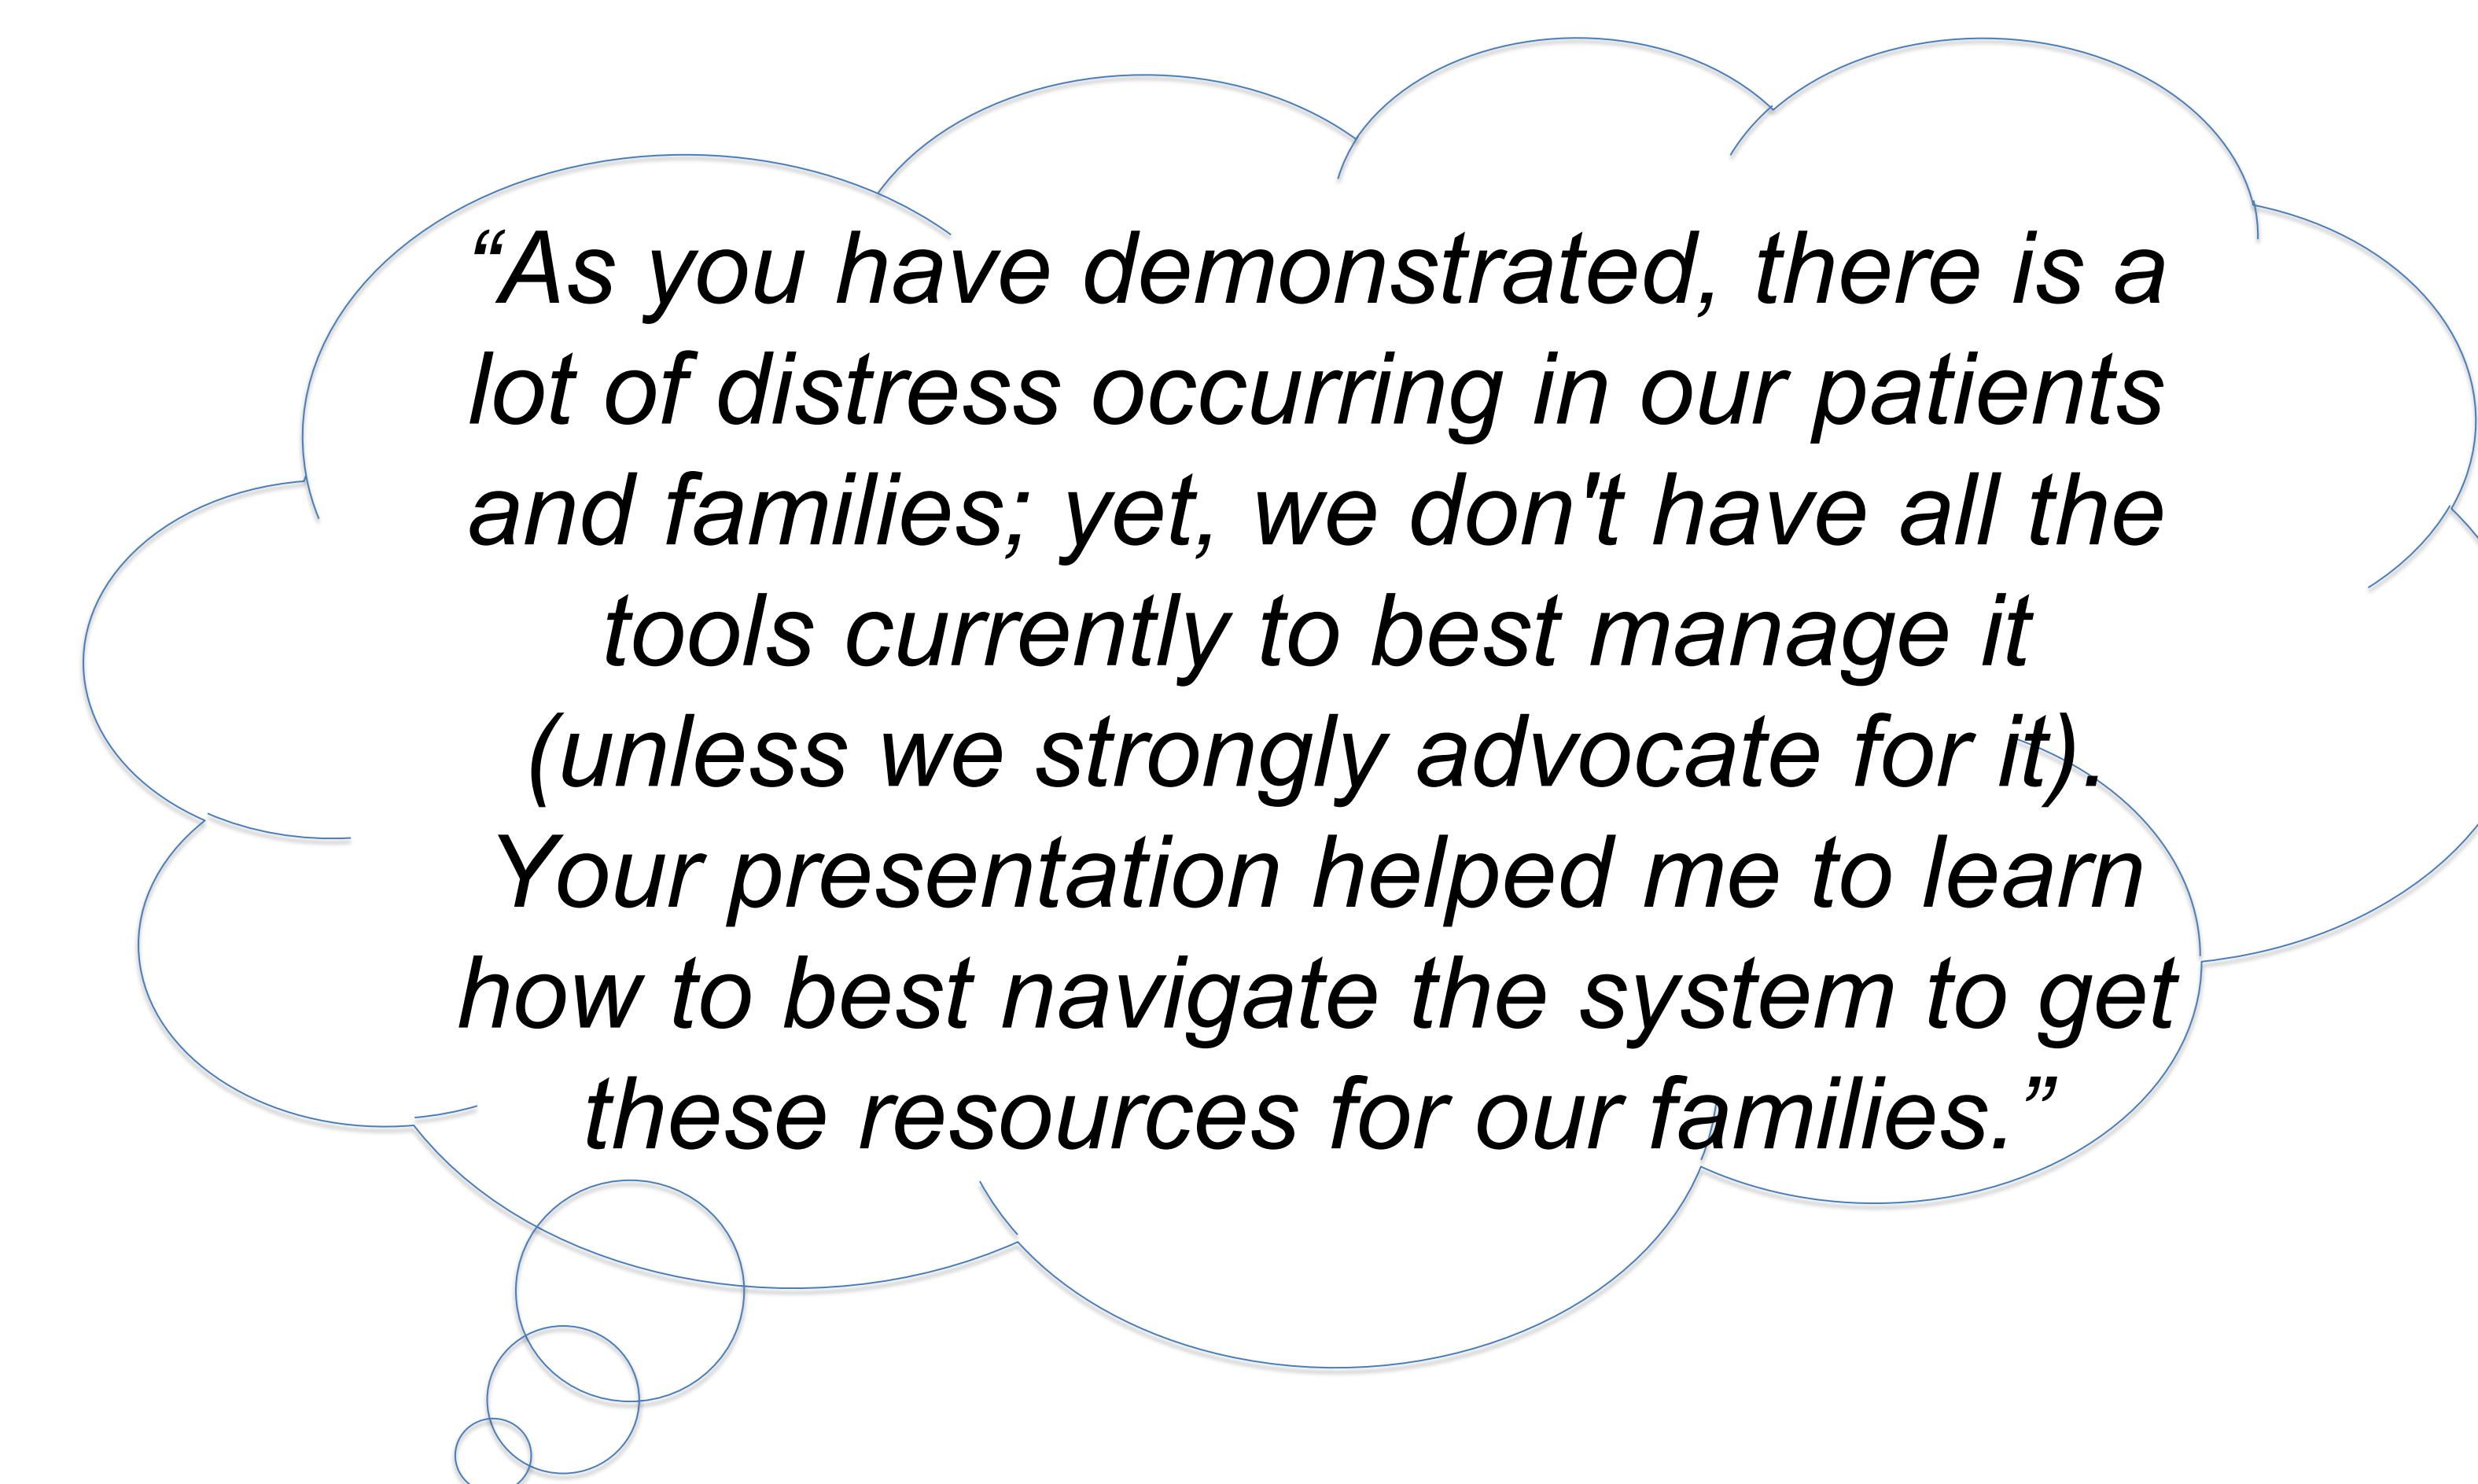 “As you have demonstrated, there is a
lot of distress occurring in our patients
and families; yet, we don't have all the
tools currently to best manage it
(unless we strongly advocate for it).
Your presentation helped me to learn
how to best navigate the system to get
these resources for our families.”